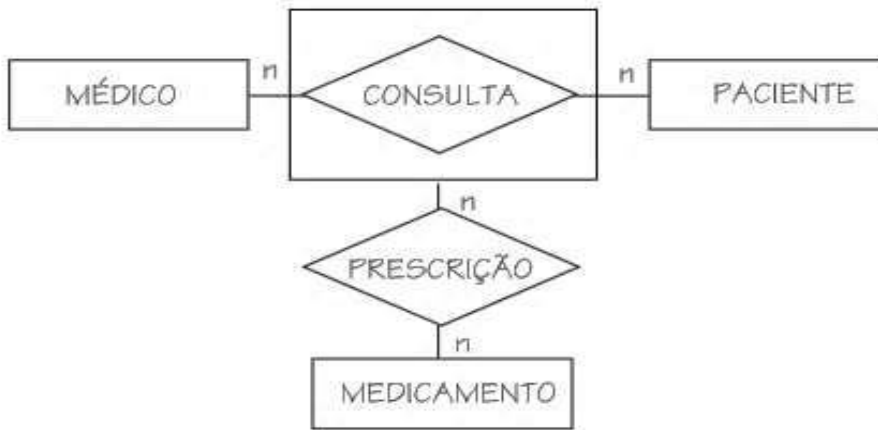 MÉDICO
n
CONSULTA
n
PACIENTE
n
PRESCRIÇÃO
n
MEDICAMENTO